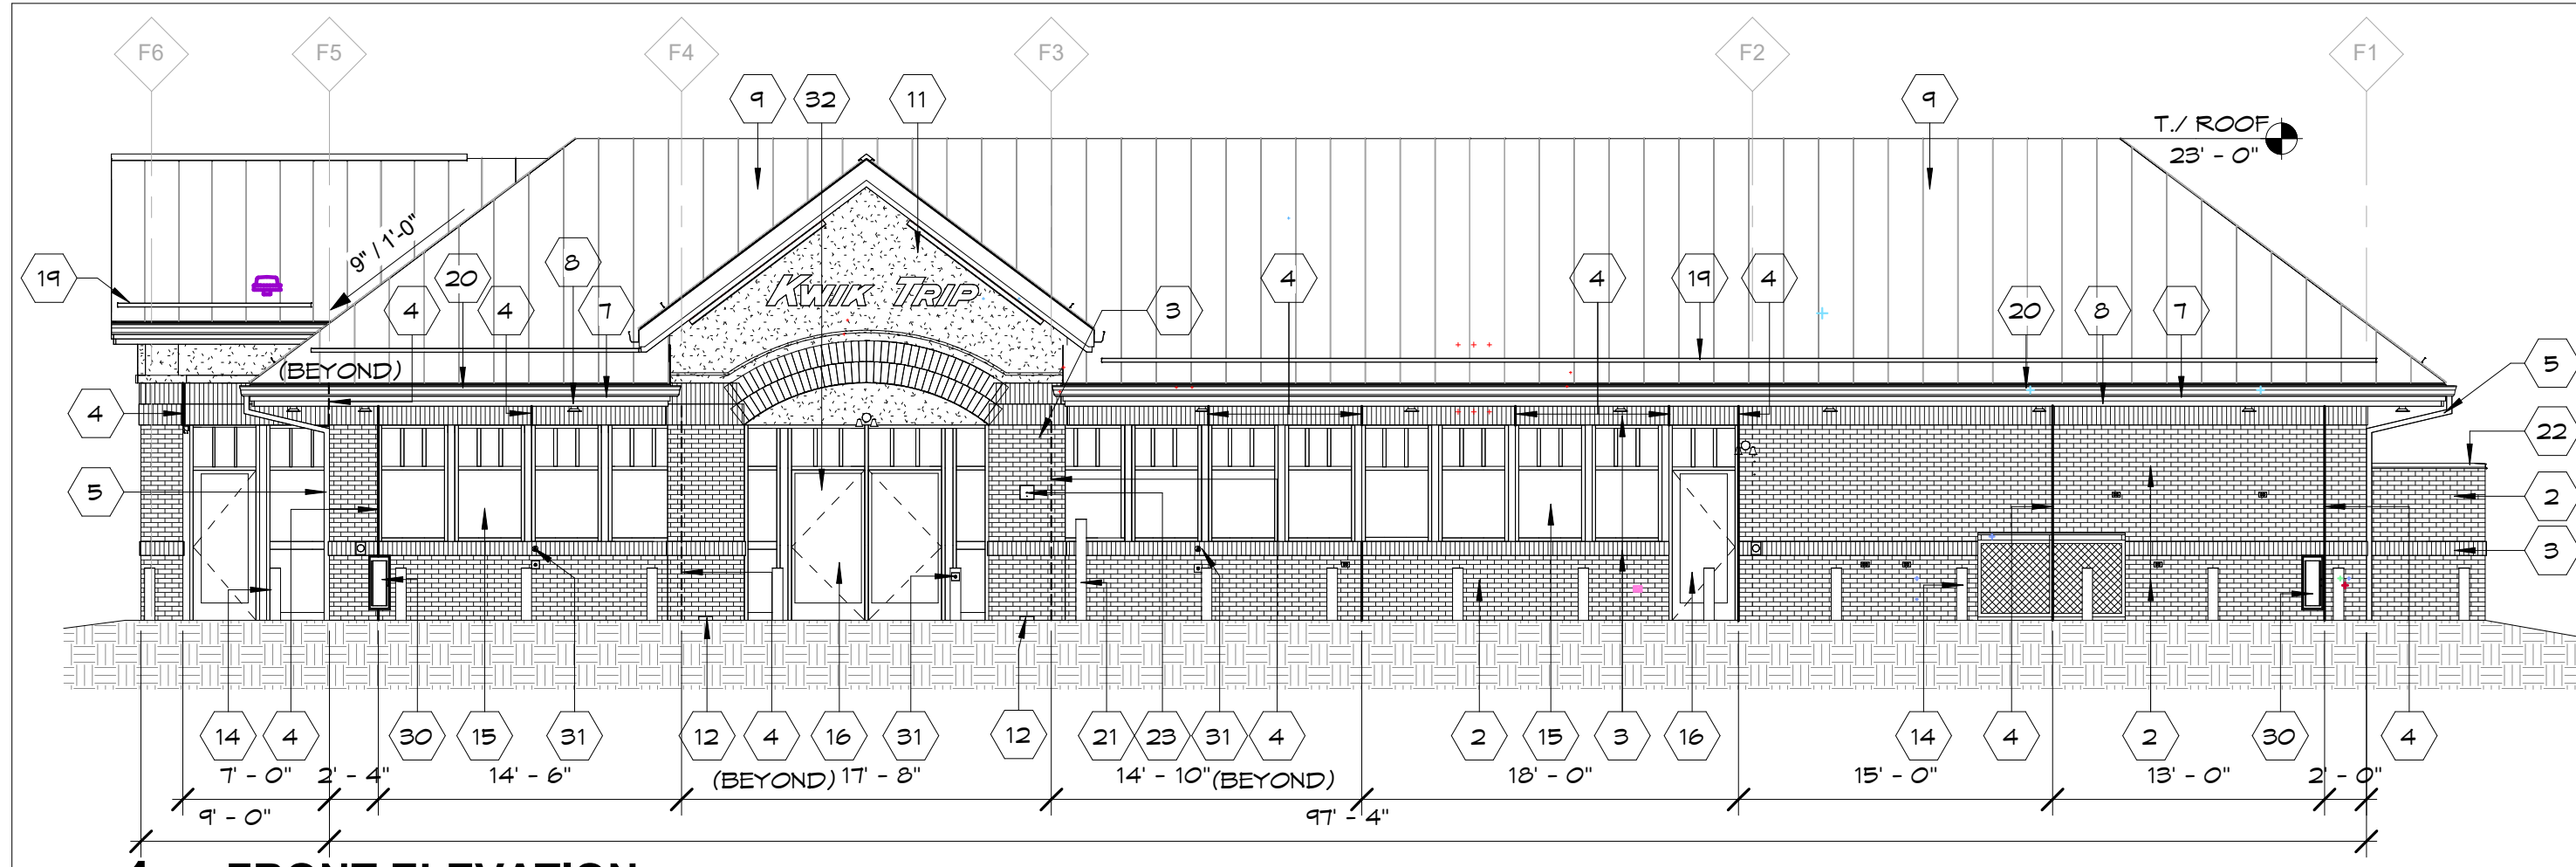 F6 F5 F4 F3 F2 F1
9 32 11 9
T./ ROOF
23' - 0"
9" / 1'-0"
19 20 8 4 4 7
KWIK TRIP
3 4 4 19 4 20 8 7
5
(BEYOND)
4
22
5
2
3
14 4 30 15 31 12 4 16 31 12 21 23 31 4 2 15 3 16 14 4 2 30 4
7' - 0" 2' - 4" 14' - 6" (BEYOND) 17' - 8" 14' - 10" (BEYOND) 18' - 0" 15' - 0" 13' - 0" 2' - 0"
9' - 0" 97' - 4"
FRONT ELEVATION